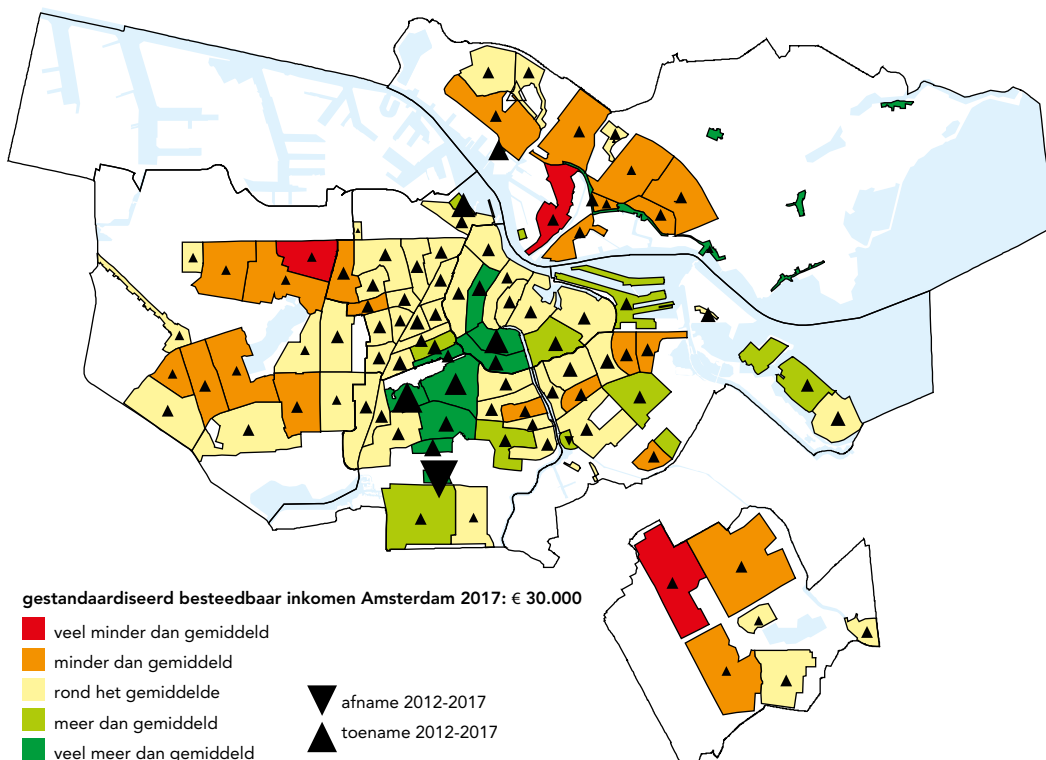 gestandaardiseerd besteedbaar inkomen Amsterdam 2017: € 30.000
veel minder dan gemiddeld
minder dan gemiddeld
rond het gemiddelde
meer dan gemiddeld
veel meer dan gemiddeld
afname 2012-2017
toename 2012-2017